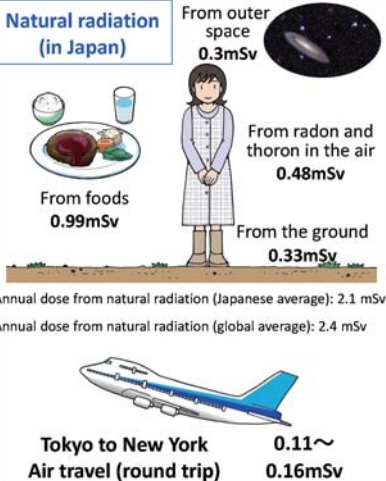 Natural radiation
(in Japan)
From outer
space
0.3mSv
From radon and
thoron in the air
0.48mSv
From foods
0.99mSv
From the ground
0.33mSv
Annual dose from natural radiation (Japanese average): 2.1 mSv
Annual dose from natural radiation (global average): 2.4 mSv
Tokyo to New York 0.11～
Air travel (round trip) 0.16mSv